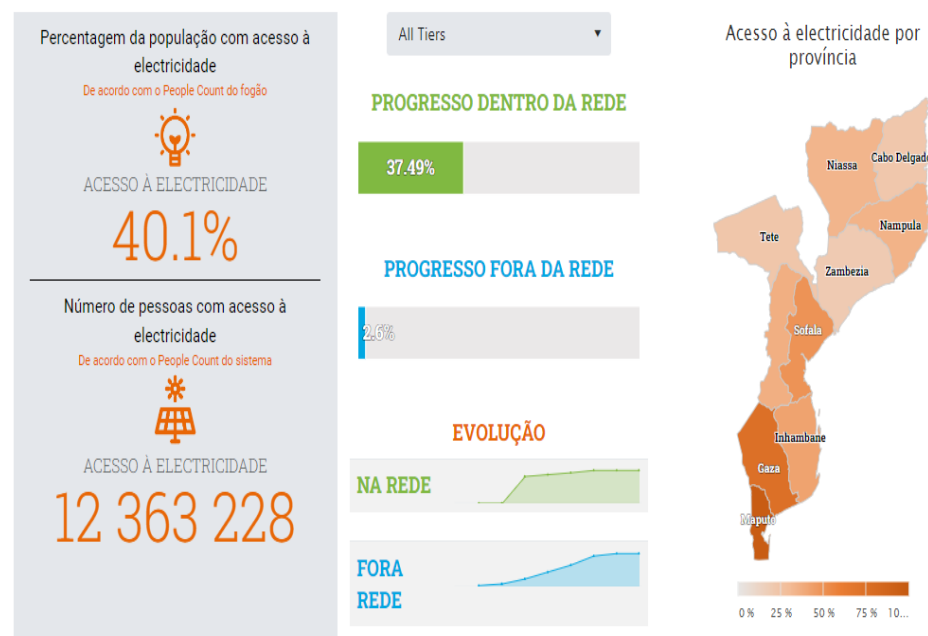 Percentagem da população com acesso à
electricidade
De acordo com o People Count do fogão
ACESSO À ELECTRICIDADE
40.1%
Número de pessoas com acesso à
electricidade
De acordo com o People Count do sistema
ACESSO À ELECTRICIDADE
12 363 228
All Tiers
PROGRESSO DENTRO DA REDE
37.49%
PROGRESSO FORA DA REDE
2.6%
EVOLUÇÃO
NA REDE
FORA
REDE
Acesso à electricidade por
província
Niassa
Cabo Delgado
Nampula
Tete
Zambezia
Sofala
Inhambane
Gaza
Maputo
0 % 25 % 50 % 75 % 10...